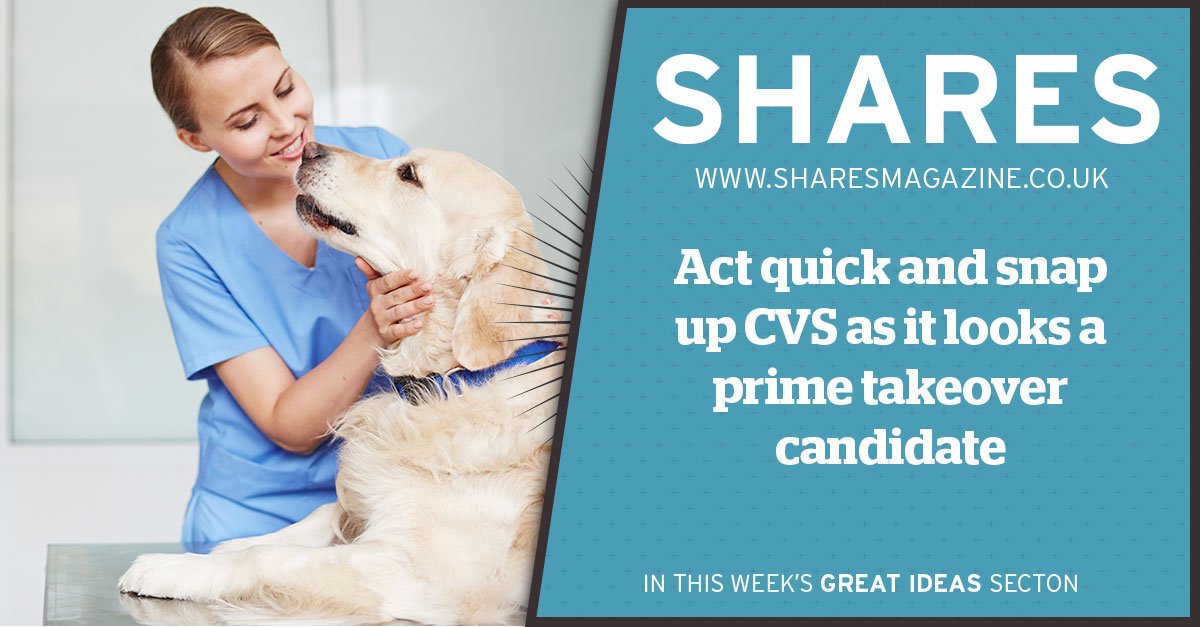 SHARES
WWW.SHARESMAGAZINE.CO.UK
Act quick and snap
up CVS as it looks a
prime takeover
candidate
IN THIS WEEK'S GREAT IDEAS SECTON